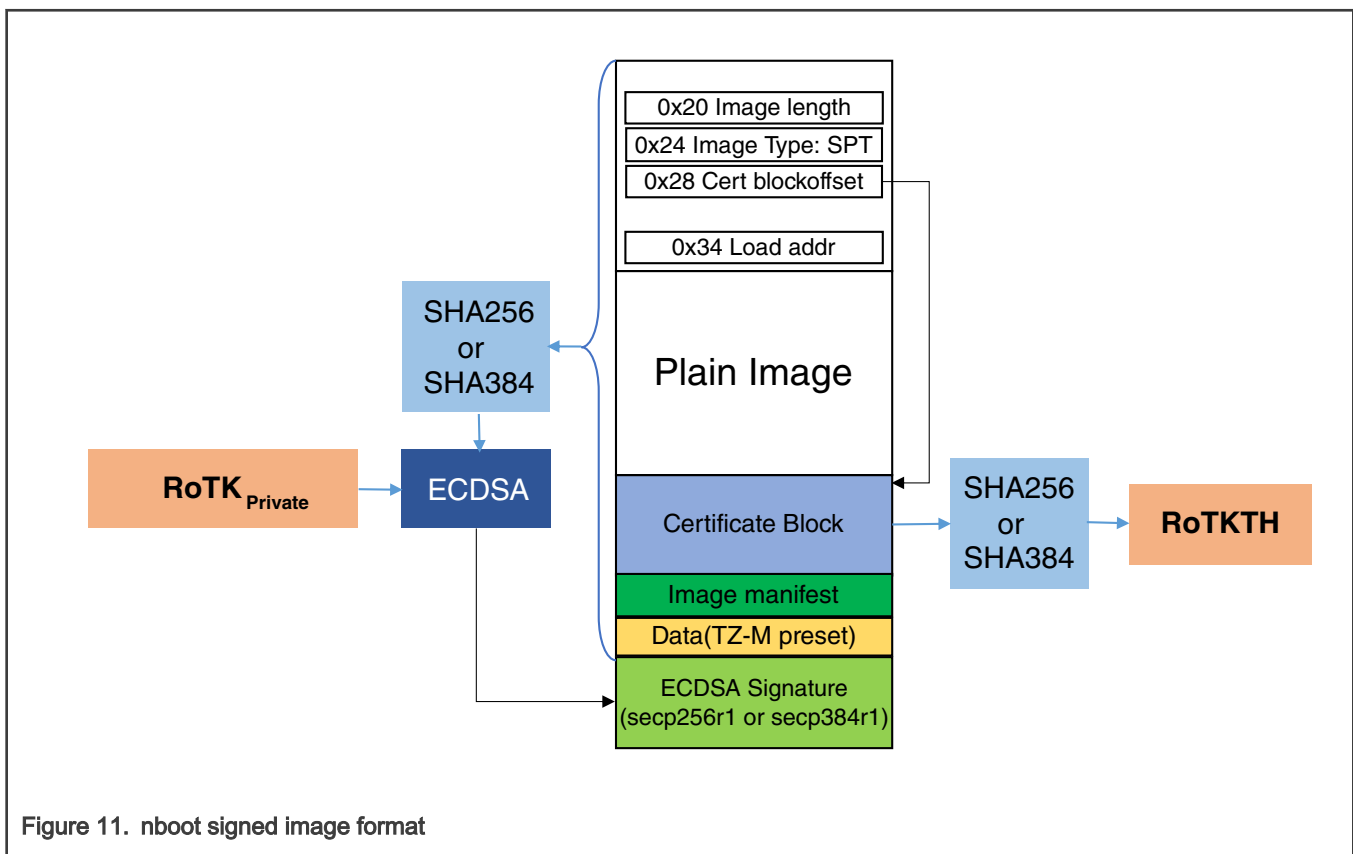 0x20 Image length
0x24 Image Type: SPT
0x28 Cert blockoffset
0x34 Load addr
SHA256
or
SHA384
Plain Image
RoTK Private
ECDSA
Certificate Block
SHA256
or
SHA384
RoTKTH
Image manifest
Data(TZ-M preset)
ECDSA Signature
(secp256r1 or secp384r1)
Figure 11. nboot signed image format